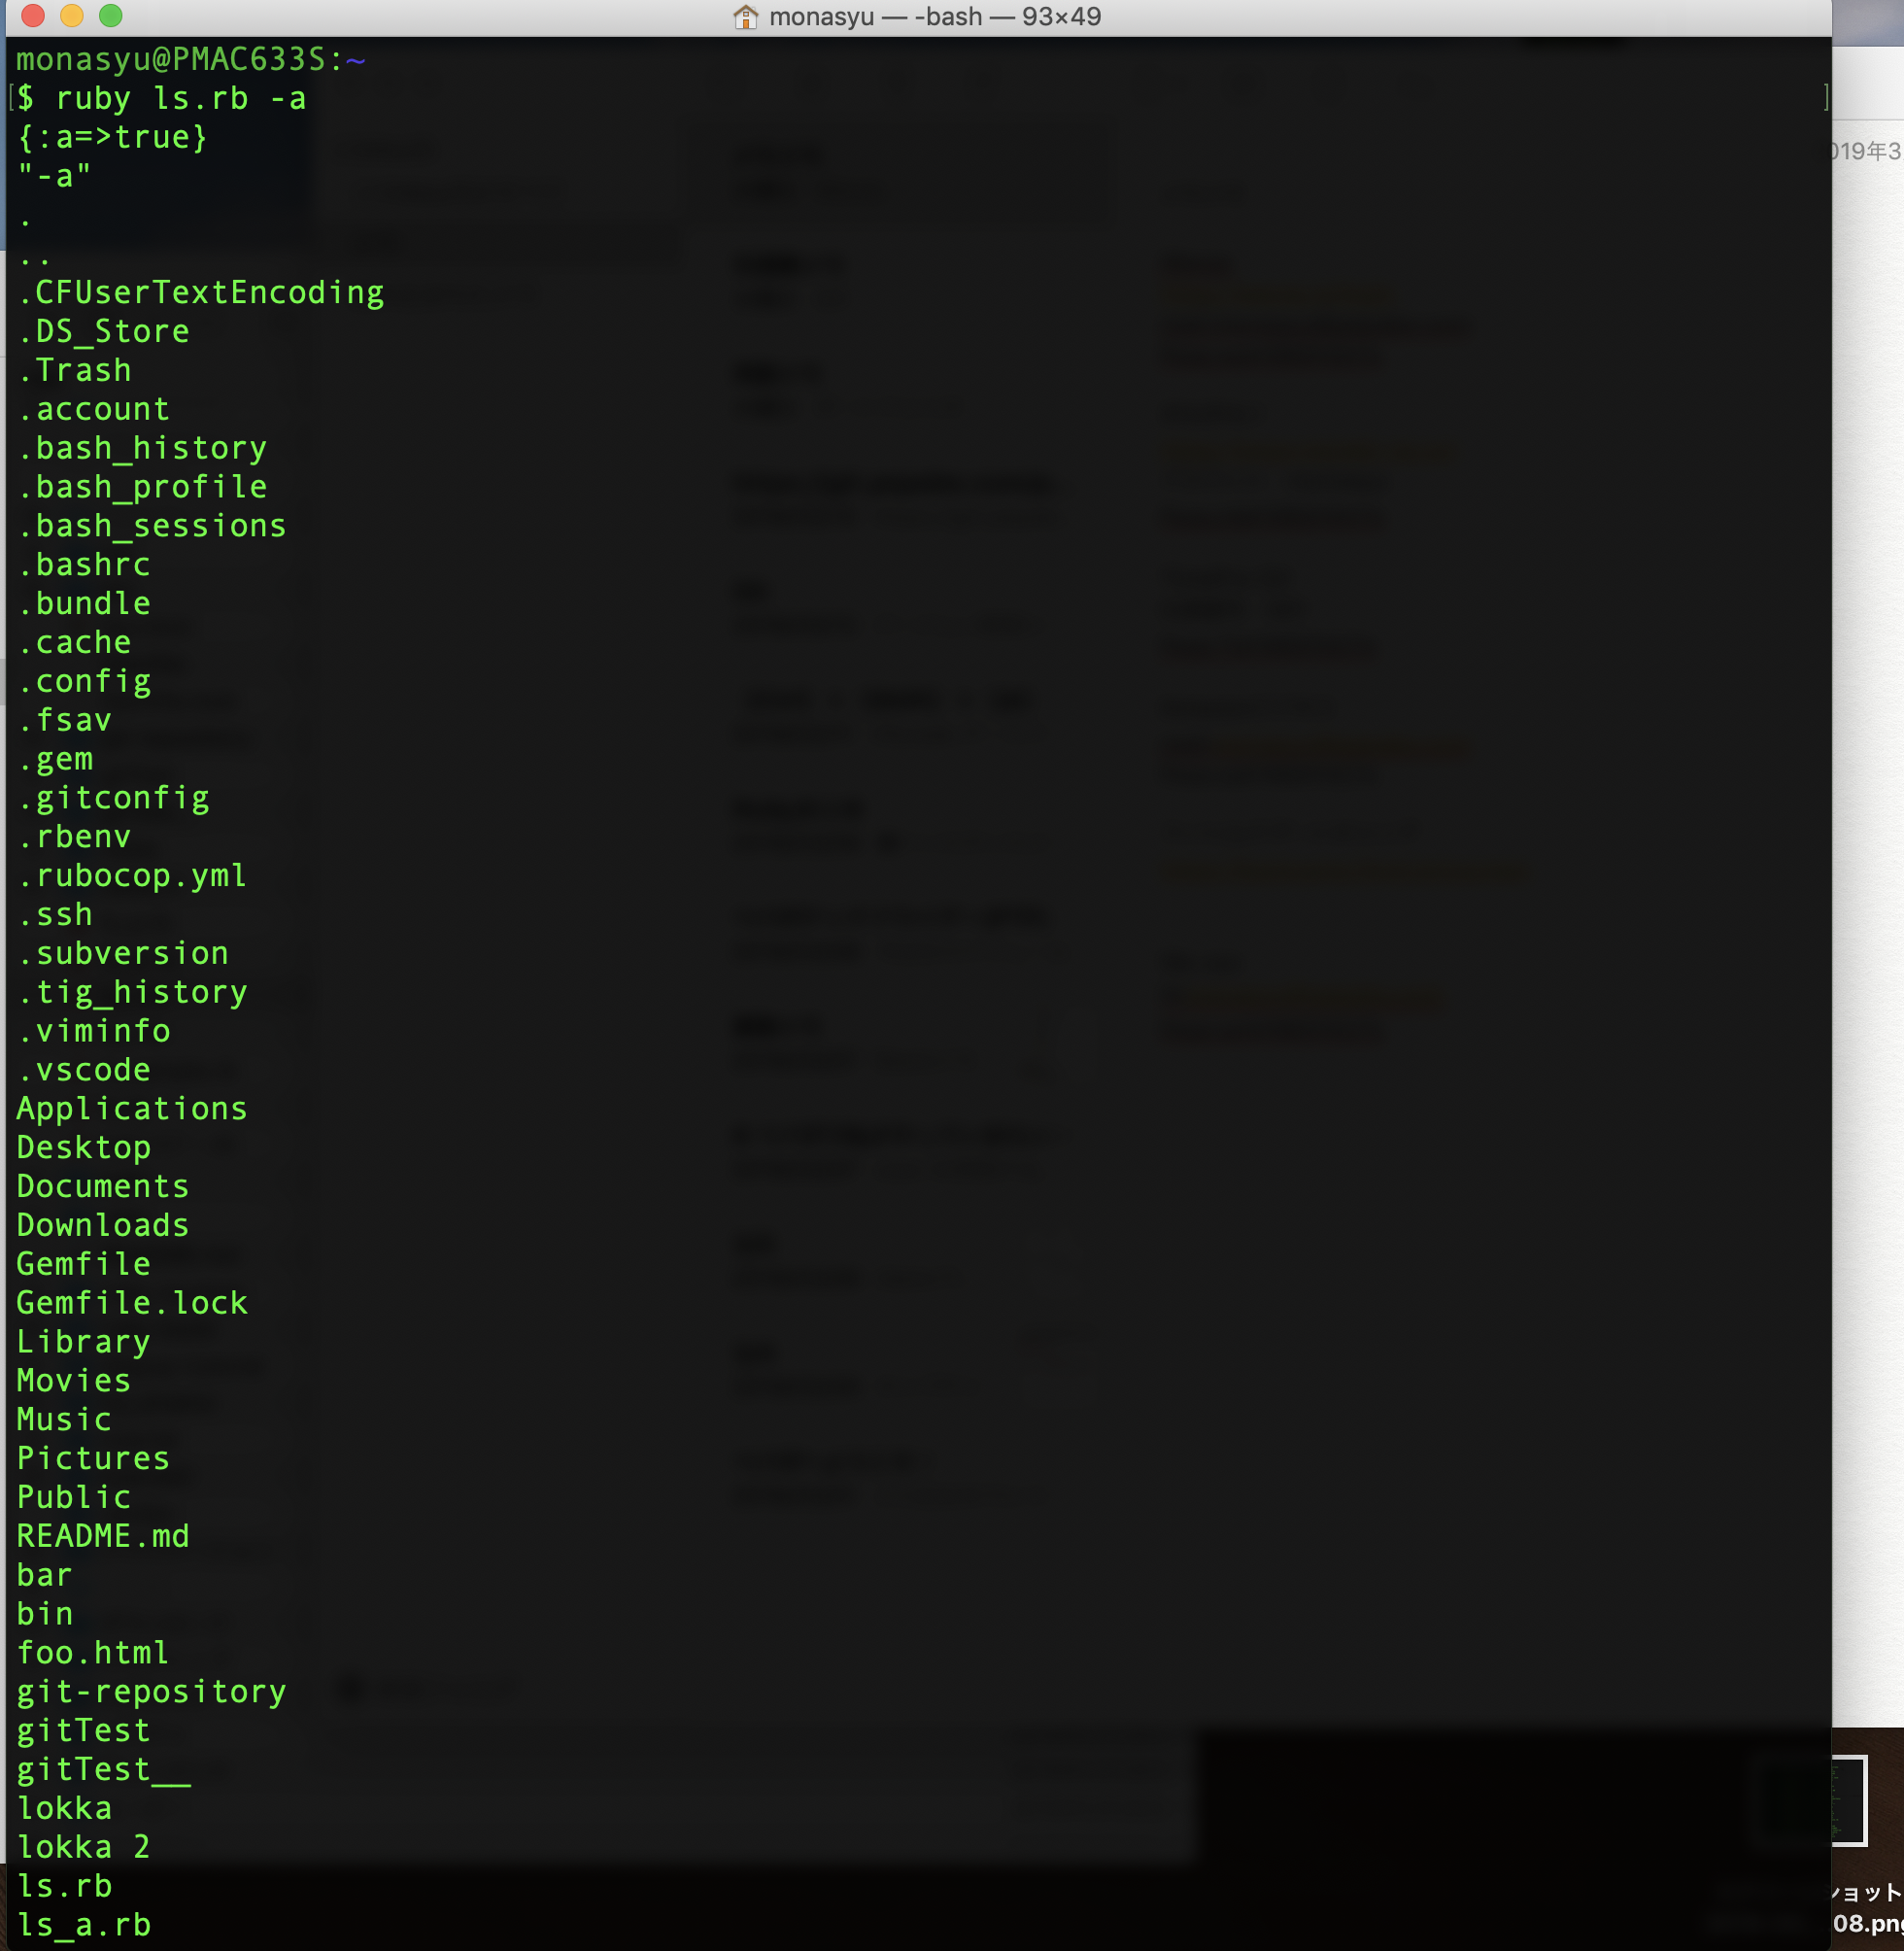 monasyu — -bash — 93×49
monasyu@PMAC633S:~
[$ ruby ls.rb -a ]
{:a=>true}
"-a"
.
..
.CFUserTextEncoding
.DS_Store
.Trash
.account
.bash_history
.bash_profile
.bash_sessions
.bashrc
.bundle
.cache
.config
.fsav
.gem
.gitconfig
.rbenv
.rubocop.yml
.ssh
.subversion
.tig_history
.viminfo
.vscode
Applications
Desktop
Documents
Downloads
Gemfile
Gemfile.lock
Library
Movies
Music
Pictures
Public
README.md
bar
bin
foo.html
git-repository
gitTest
gitTest__
lokka
lokka 2
ls.rb
ls_a.rb
019年3
ョット
08.png